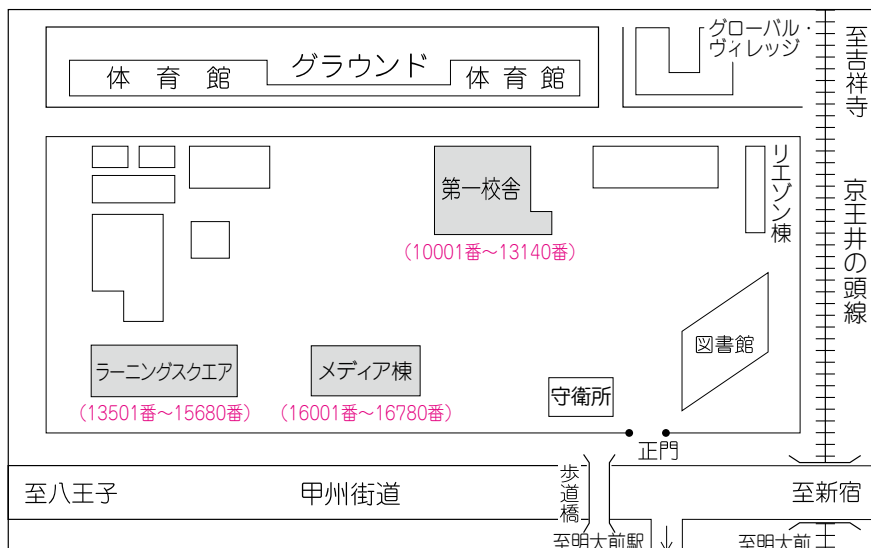 グローバル・
ヴィレッジ
体育館
グラウンド
体育館
至吉祥寺
第一校舎
リエゾン棟
(10001番～13140番)
京王井の頭線
図書館
ラーニングスクエア
メディア棟
守衛所
(13501番～15680番)
(16001番～16780番)
正門
歩道橋
至八王子
甲州街道
至新宿
至明大前駅
至明大前